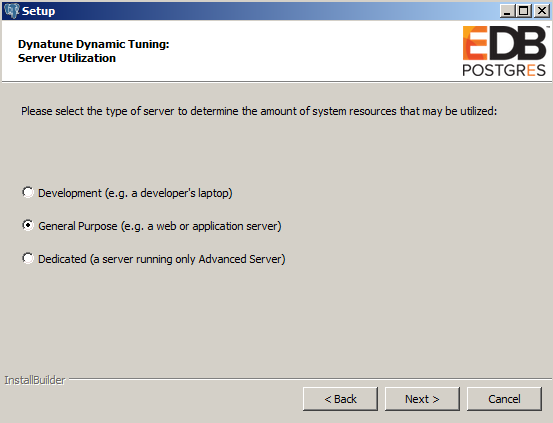 Setup
Dynatune Dynamic Tuning:
Server Utilization
EDB™
POSTGRES
Please select the type of server to determine the amount of system resources that may be utilized:
Development (e.g. a developer's laptop)
General Purpose (e.g. a web or application server)
Dedicated (a server running only Advanced Server)
InstallBuilder
< Back
Next >
Cancel